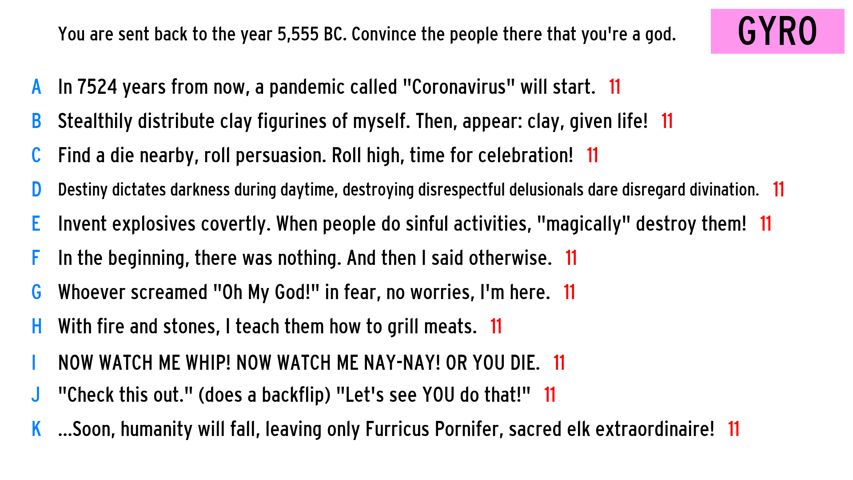 You are sent back to the year 5,555 BC. Convince the people there that you're a god.
GYRO
A In 7524 years from now, a pandemic called "Coronavirus" will start. 11
B Stealthily distribute clay figurines of myself. Then, appear: clay, given life! 11
C Find a die nearby, roll persuasion. Roll high, time for celebration! 11
D Destiny dictates darkness during daytime, destroying disrespectful delusionals dare disregard divination. 11
E Invent explosives covertly. When people do sinful activities, "magically" destroy them! 11
F In the beginning, there was nothing. And then I said otherwise. 11
G Whoever screamed "Oh My God!" in fear, no worries, I'm here. 11
H With fire and stones, I teach them how to grill meats. 11
I NOW WATCH ME WHIP! NOW WATCH ME NAY-NAY! OR YOU DIE. 11
J "Check this out." (does a backflip) "Let's see YOU do that!" 11
K ...Soon, humanity will fall, leaving only Furricus Pornifer, sacred elk extraordinaire! 11